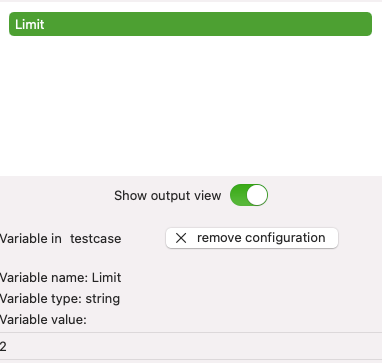 Limit
Show output view
Variable in testcase
remove configuration
Variable name: Limit
Variable type: string
Variable value:
2